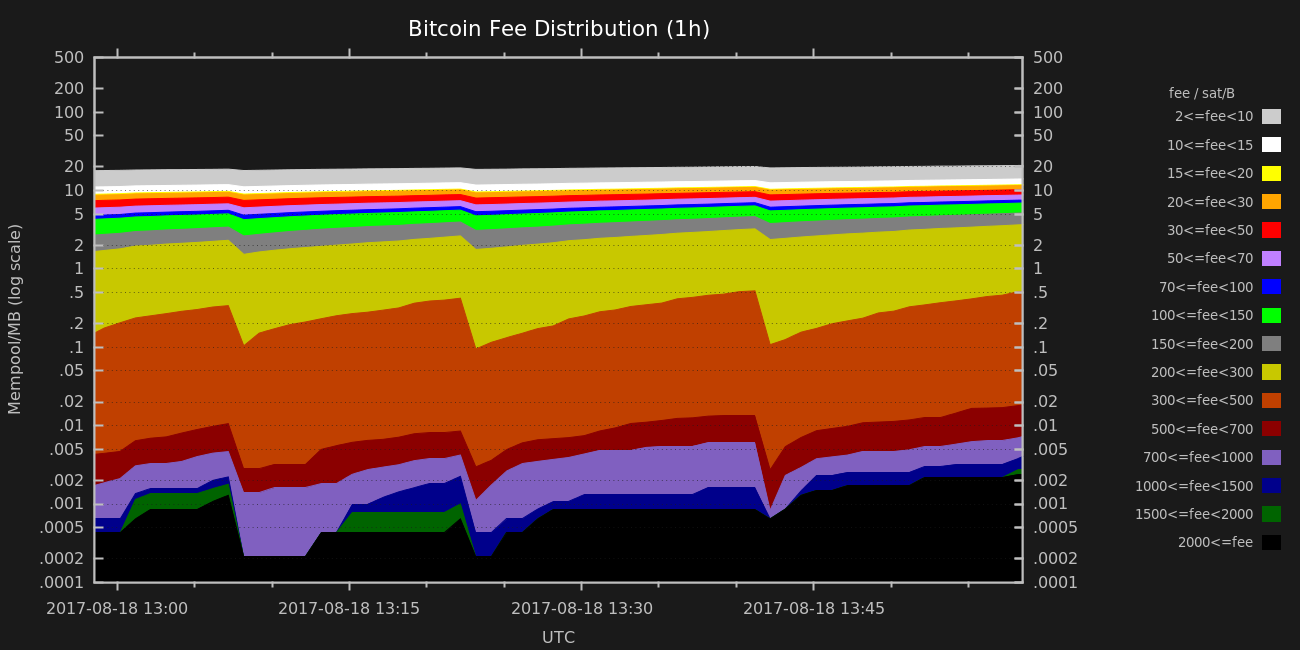 Bitcoin Fee Distribution (1h)
Mempool/MB (log scale)
500
200
100
50
20
10
5
2
1
.5
.2
.1
.05
.02
.01
.005
.002
.001
.0005
.0002
.0001
500
200
100
50
20
10
5
2
1
.5
.2
.1
.05
.02
.01
.005
.002
.001
.0005
.0002
.0001
2017-08-18 13:00
2017-08-18 13:15
2017-08-18 13:30
2017-08-18 13:45
UTC
fee / sat/B
2<=fee<10
10<=fee<15
15<=fee<20
20<=fee<30
30<=fee<50
50<=fee<70
70<=fee<100
100<=fee<150
150<=fee<200
200<=fee<300
300<=fee<500
500<=fee<700
700<=fee<1000
1000<=fee<1500
1500<=fee<2000
2000<=fee